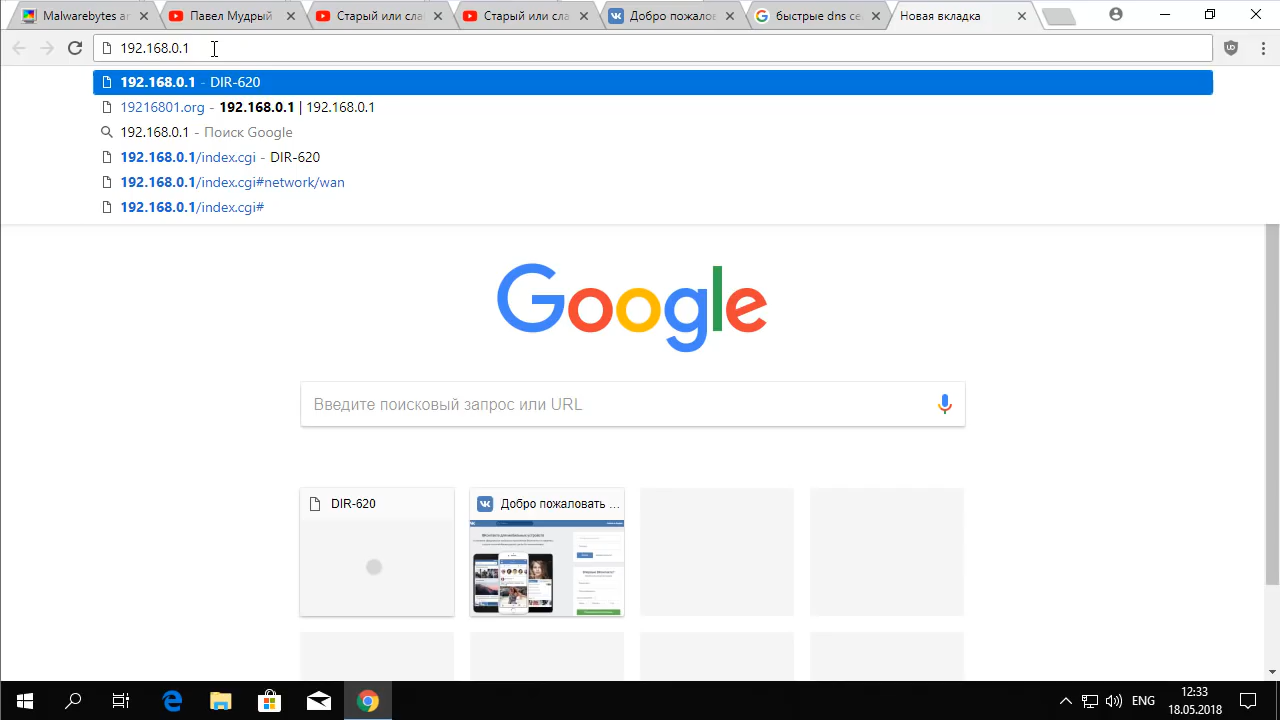 Malwarebytes ar
Павел Мудрый
Старый или сла
Старый или сла
Добро пожалов
быстрые dns се
Новая вкладка
192.168.0.1
192.168.0.1 - DIR-620
19216801.org - 192.168.0.1 | 192.168.0.1
192.168.0.1 - Поиск Google
192.168.0.1/index.cgi - DIR-620
192.168.0.1/index.cgi#network/wan
192.168.0.1/index.cgi#
Google
Введите поисковый запрос или URL
DIR-620
Добро пожаловать ...
ENG
12:33
18.05.2018